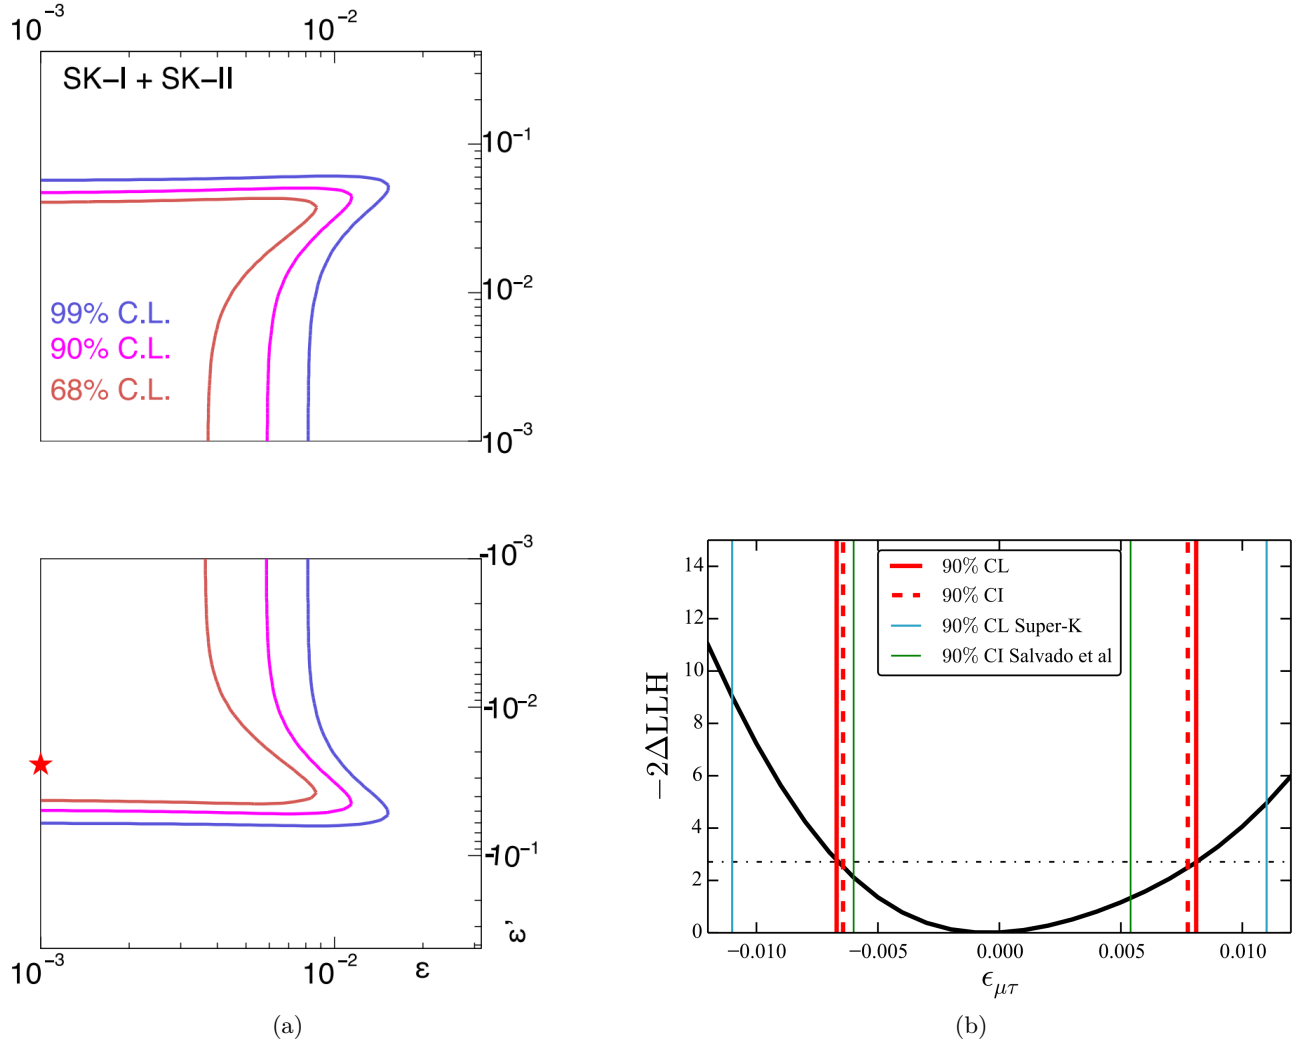 10⁻³ 10⁻²
SK–I + SK–II
10⁻¹
10⁻²
10⁻³
99% C.L.
90% C.L.
68% C.L.
-10⁻³
-10⁻²
-10⁻¹
ε'
10⁻³ 10⁻² ε
(a)
14
12
10
8
6
4
2
0
−2ΔLLH
90% CL
90% CI
90% CL Super-K
90% CI Salvado et al
−0.010 −0.005 0.000 0.005 0.010
ϵμτ
(b)